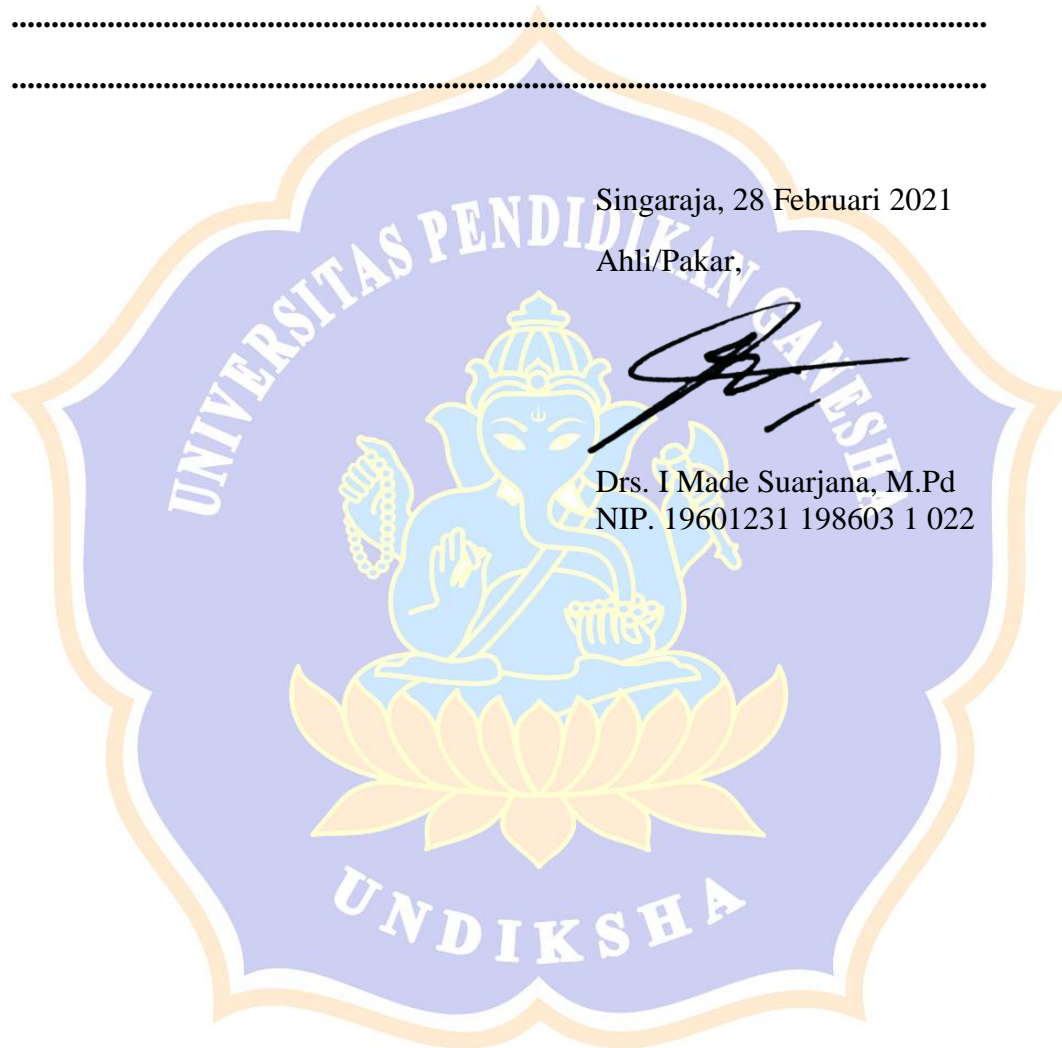 ........................................................................................................................
........................................................................................................................
Singaraja, 28 Februari 2021
UNIVERSITAS PENDIDIKAN GANESHA
Ahli/Pakar,
Drs. I Made Suarjana, M.Pd
NIP. 19601231 198603 1 022
UNDIKSHA